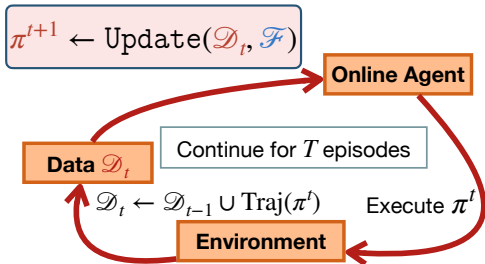 π^{t+1} ← Update(𝒟_t, ℱ)
Online Agent
Continue for T episodes
Data 𝒟_t
𝒟_t ← 𝒟_{t−1} ∪ Traj(π^t)
Execute π^t
Environment